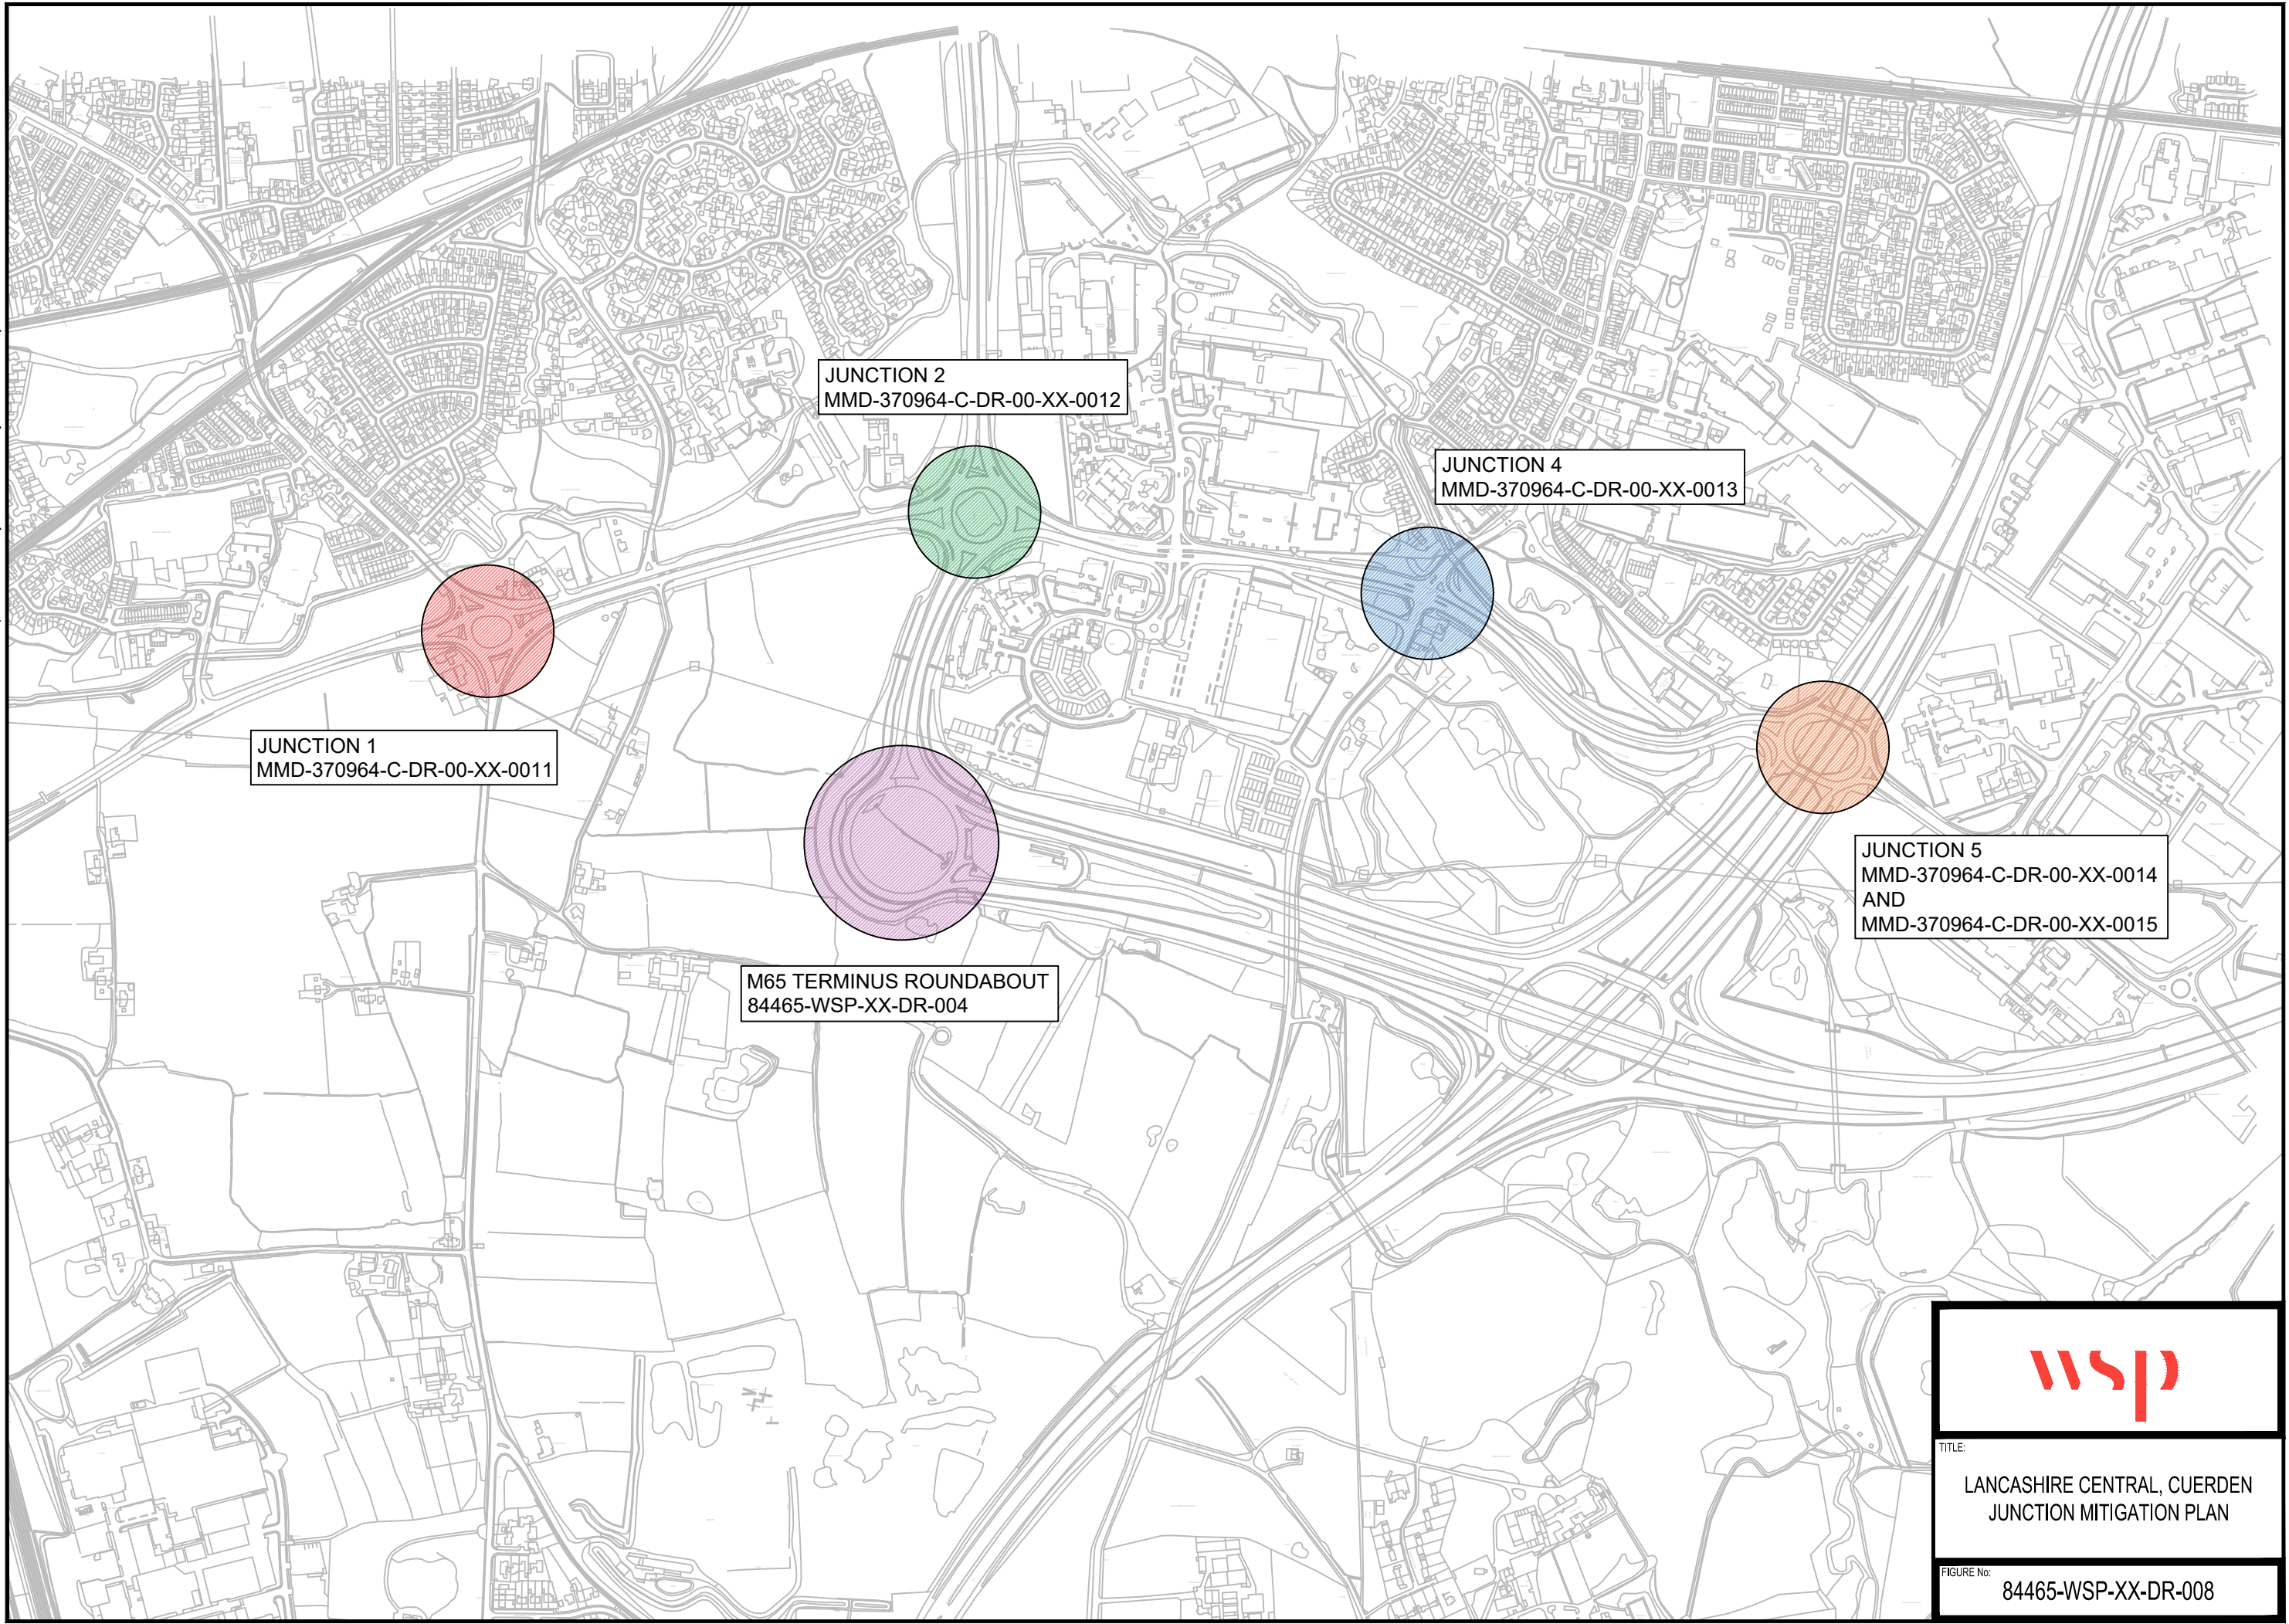 JUNCTION 2
MMD-370964-C-DR-00-XX-0012
JUNCTION 4
MMD-370964-C-DR-00-XX-0013
JUNCTION 1
MMD-370964-C-DR-00-XX-0011
JUNCTION 5
MMD-370964-C-DR-00-XX-0014
AND
MMD-370964-C-DR-00-XX-0015
M65 TERMINUS ROUNDABOUT
84465-WSP-XX-DR-004
wsp
TITLE:
LANCASHIRE CENTRAL, CUERDEN
JUNCTION MITIGATION PLAN
FIGURE No:
84465-WSP-XX-DR-008